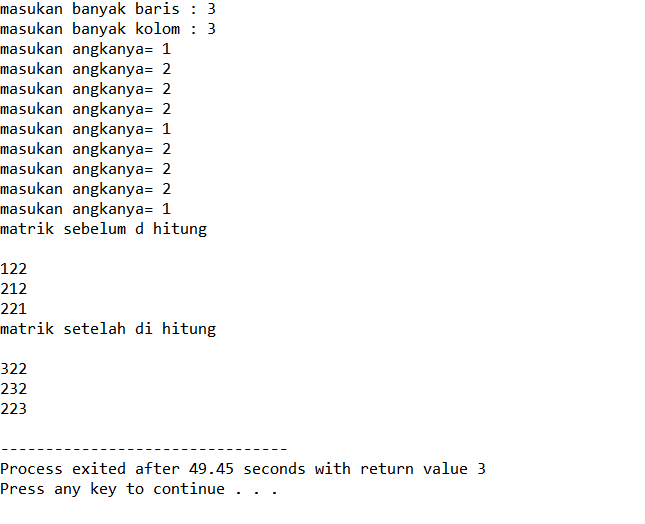 masukan banyak baris : 3
masukan banyak kolom : 3
masukan angkanya= 1
masukan angkanya= 2
masukan angkanya= 2
masukan angkanya= 2
masukan angkanya= 1
masukan angkanya= 2
masukan angkanya= 2
masukan angkanya= 2
masukan angkanya= 1
matrik sebelum d hitung
122
212
221
matrik setelah di hitung
322
232
223
--------------------------------
Process exited after 49.45 seconds with return value 3
Press any key to continue . . .